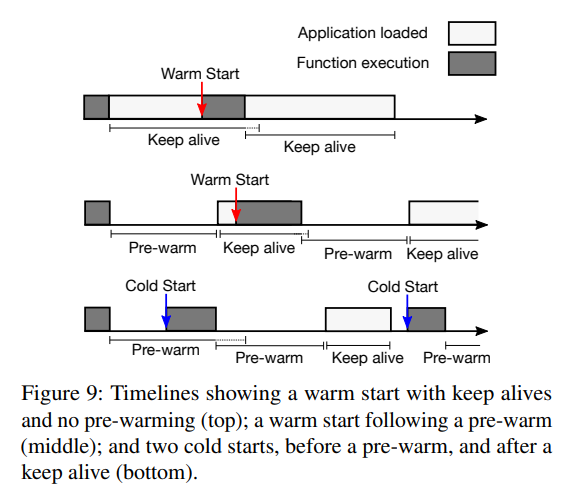 Application loaded
Function execution
Warm Start
Keep alive
Keep alive
Warm Start
Pre-warm
Keep alive
Pre-warm
Keep alive
Cold Start
Cold Start
Pre-warm
Pre-warm
Keep alive
Pre-warm
Figure 9: Timelines showing a warm start with keep alives
and no pre-warming (top); a warm start following a pre-warm
(middle); and two cold starts, before a pre-warm, and after a
keep alive (bottom).